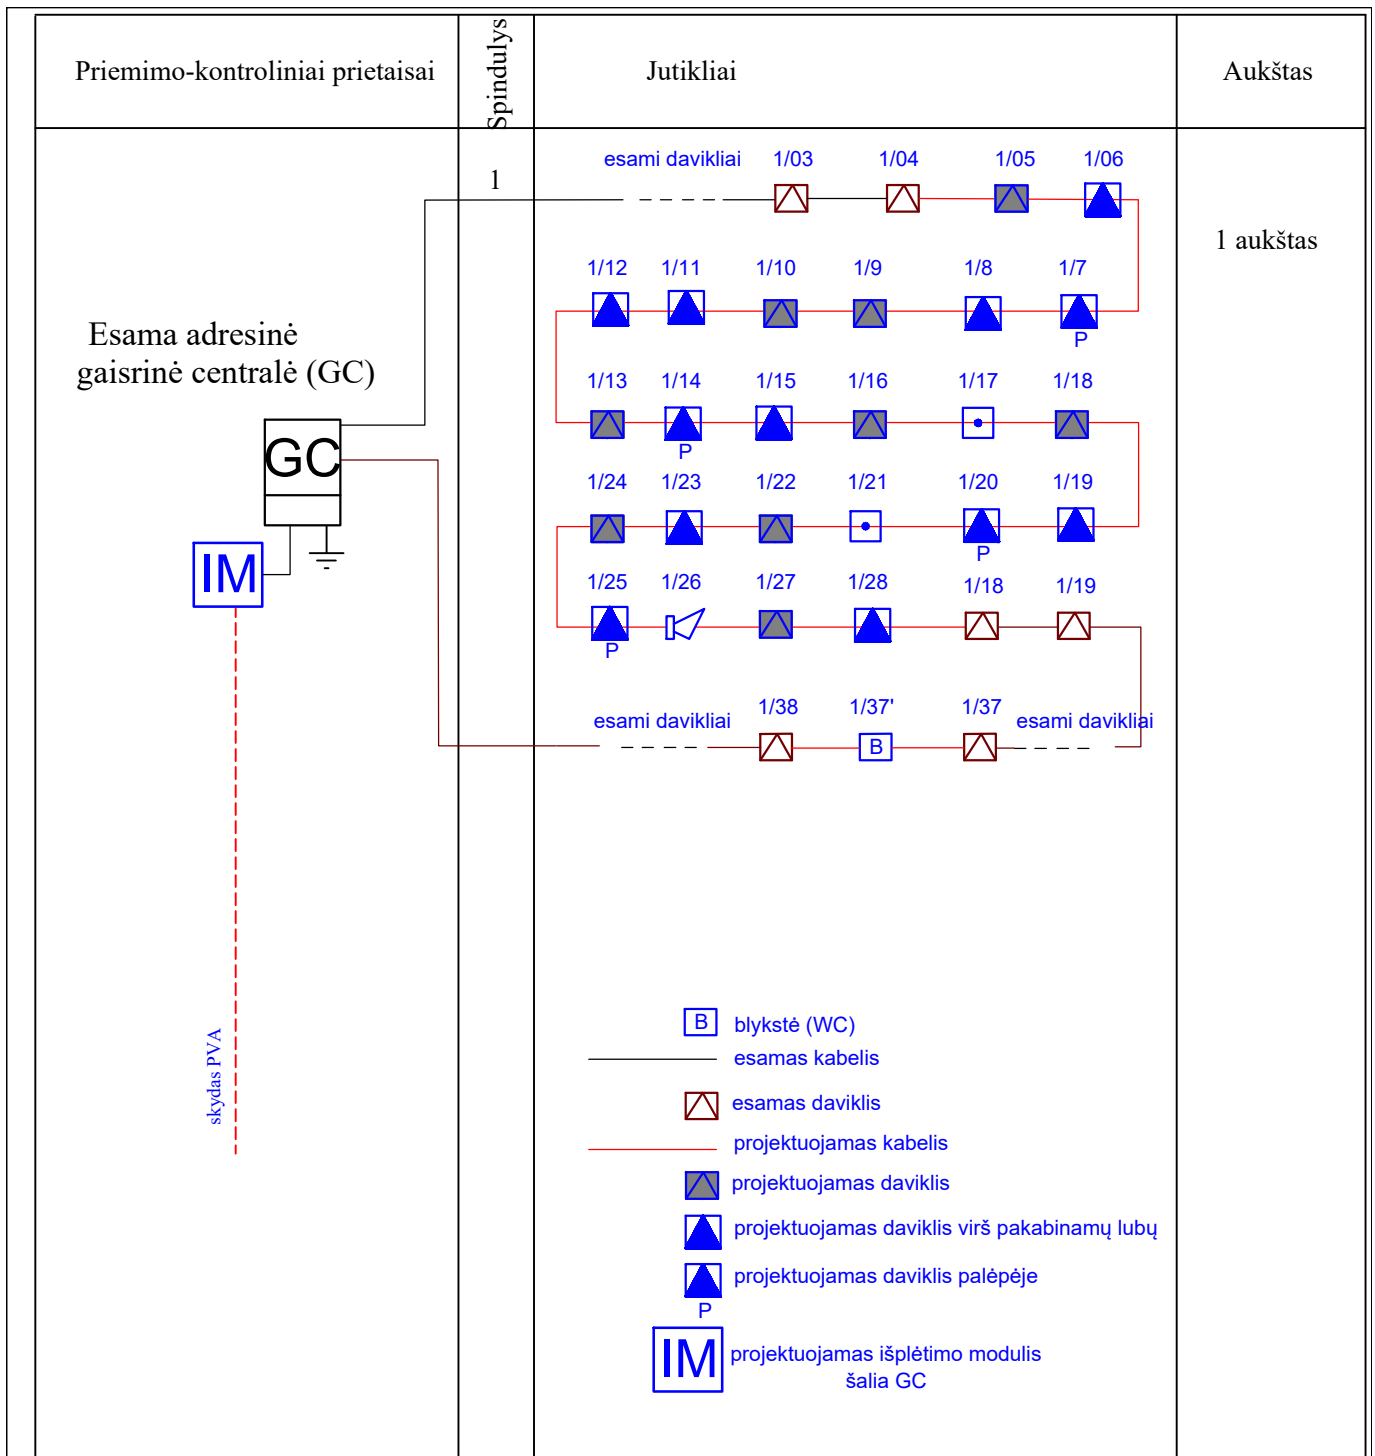 Priemimo-kontroliniai prietaisai
Spindulys
Jutikliai
Aukštas
1
1 aukštas
esami davikliai 1/03 1/04 1/05 1/06
1/12 1/11 1/10 1/9 1/8 1/7
P
1/13 1/14 1/15 1/16 1/17 1/18
P
1/24 1/23 1/22 1/21 1/20 1/19
P
1/25 1/26 1/27 1/28 1/18 1/19
P
esami davikliai 1/38 1/37' 1/37 esami davikliai
B
Esama adresinė
gaisrinė centralė (GC)
GC
IM
skydas PVA
B blykstė (WC)
esamas kabelis
esamas daviklis
projektuojamas kabelis
projektuojamas daviklis
projektuojamas daviklis virš pakabinamų lubų
projektuojamas daviklis palėpėje
P
IM projektuojamas išplėtimo modulis
šalia GC